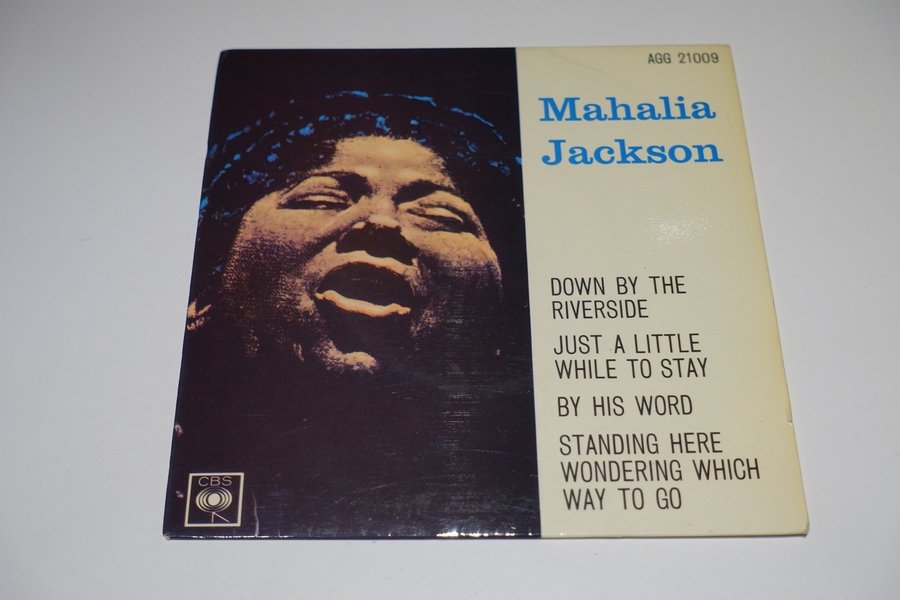 AGG 21009
Mahalia
Jackson
DOWN BY THE
RIVERSIDE
JUST A LITTLE
WHILE TO STAY
BY HIS WORD
STANDING HERE
WONDERING WHICH
WAY TO GO
CBS